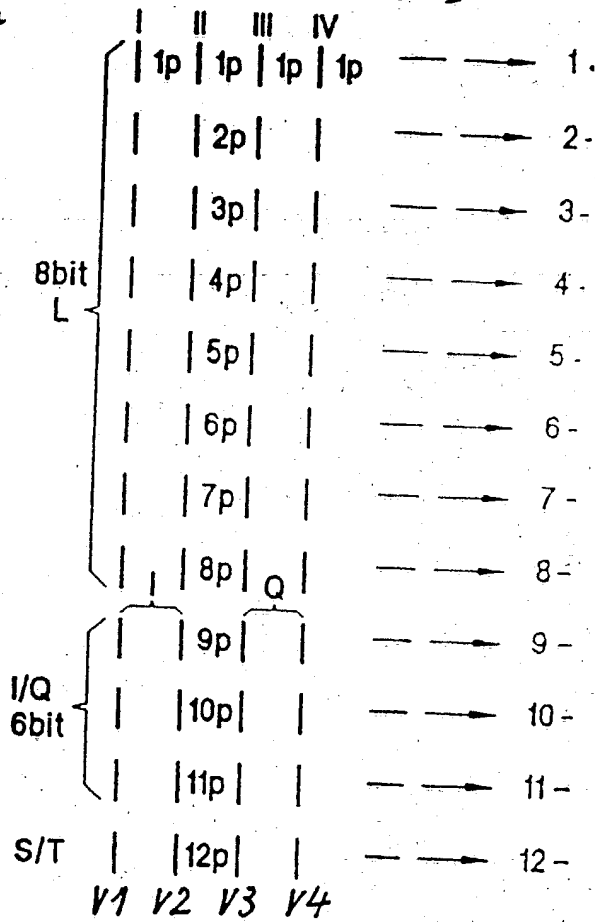 I II III IV
| 1p | 1p | 1p | 1p — → 1.
| | 2p | | — → 2-
| | 3p | | — → 3-
8bit | | 4p | | — → 4-
L
| | 5p | | — → 5-
| | 6p | | — → 6-
| | 7p | | — → 7-
| | 8p | | — → 8-
I Q
| | 9p | | — → 9-
I/Q | | 10p | | — → 10-
6bit
| | 11p | | — → 11-
S/T | | 12p | | — → 12-
V1 V2 V3 V4